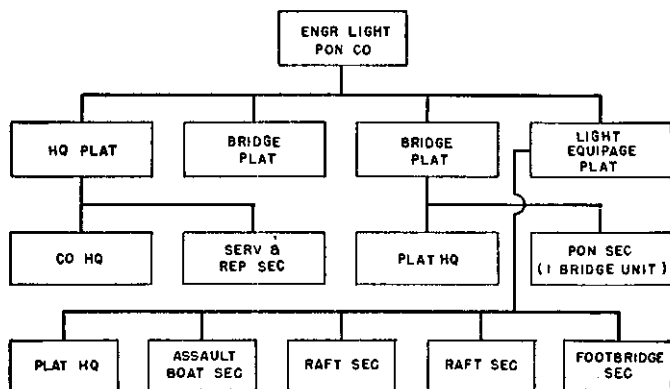 ENGR LIGHT
PON CO
HQ PLAT
BRIDGE
PLAT
BRIDGE
PLAT
LIGHT
EQUIPAGE
PLAT
CO HQ
SERV &
REP SEC
PLAT HQ
PON SEC
(1 BRIDGE UNIT)
PLAT HQ
ASSAULT
BOAT SEC
RAFT SEC
RAFT SEC
FOOTBRIDGE
SEC